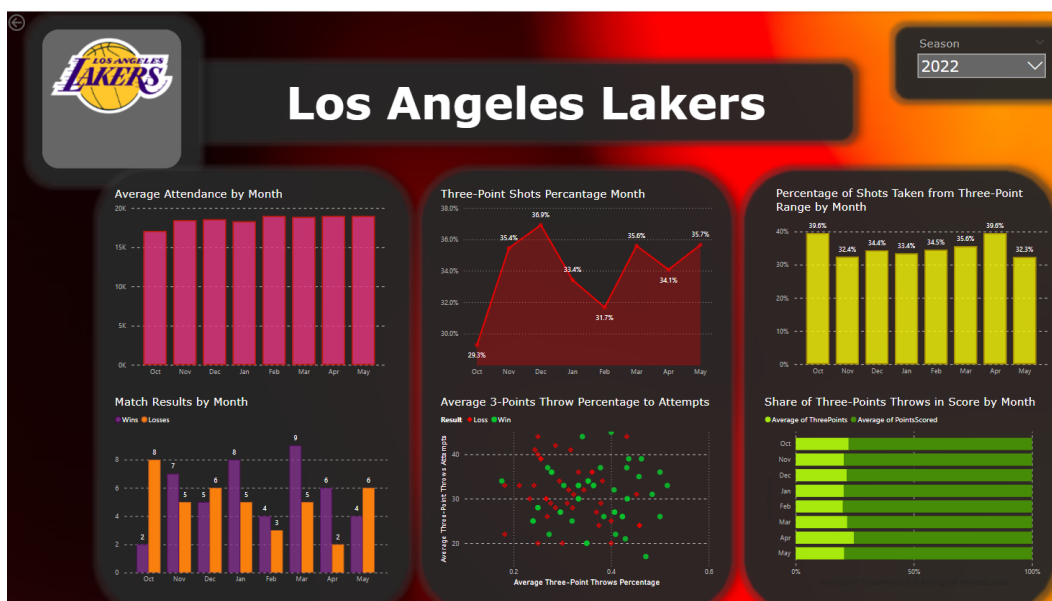 LOS ANGELES
LAKERS
Los Angeles Lakers
Season
2022
Average Attendance by Month
20K
15K
10K
5K
0K
Oct Nov Dec Jan Feb Mar Apr May
Three-Point Shots Percantage Month
38.0%
36.0%
34.0%
32.0%
30.0%
29.3%
35.4%
36.9%
33.4%
31.7%
35.6%
34.1%
35.7%
Oct Nov Dec Jan Feb Mar Apr May
Percentage of Shots Taken from Three-Point
Range by Month
40%
30%
20%
10%
0%
39.6% 32.4% 34.4% 33.4% 34.5% 35.6% 39.6% 32.3%
Oct Nov Dec Jan Feb Mar Apr May
Match Results by Month
Wins Losses
8
6
4
2
0
2 8 7 5 5 6 8 5 4 3 9 5 6 2 4 6
Oct Nov Dec Jan Feb Mar Apr May
Average 3-Points Throw Percentage to Attempts
Result Loss Win
Average Three-Point Throws Attempts
40
30
20
0.2 0.4 0.6
Average Three-Point Throws Percentage
Share of Three-Points Throws in Score by Month
Average of ThreePoints Average of PointsScored
Oct
Nov
Dec
Jan
Feb
Mar
Apr
May
0% 50% 100%